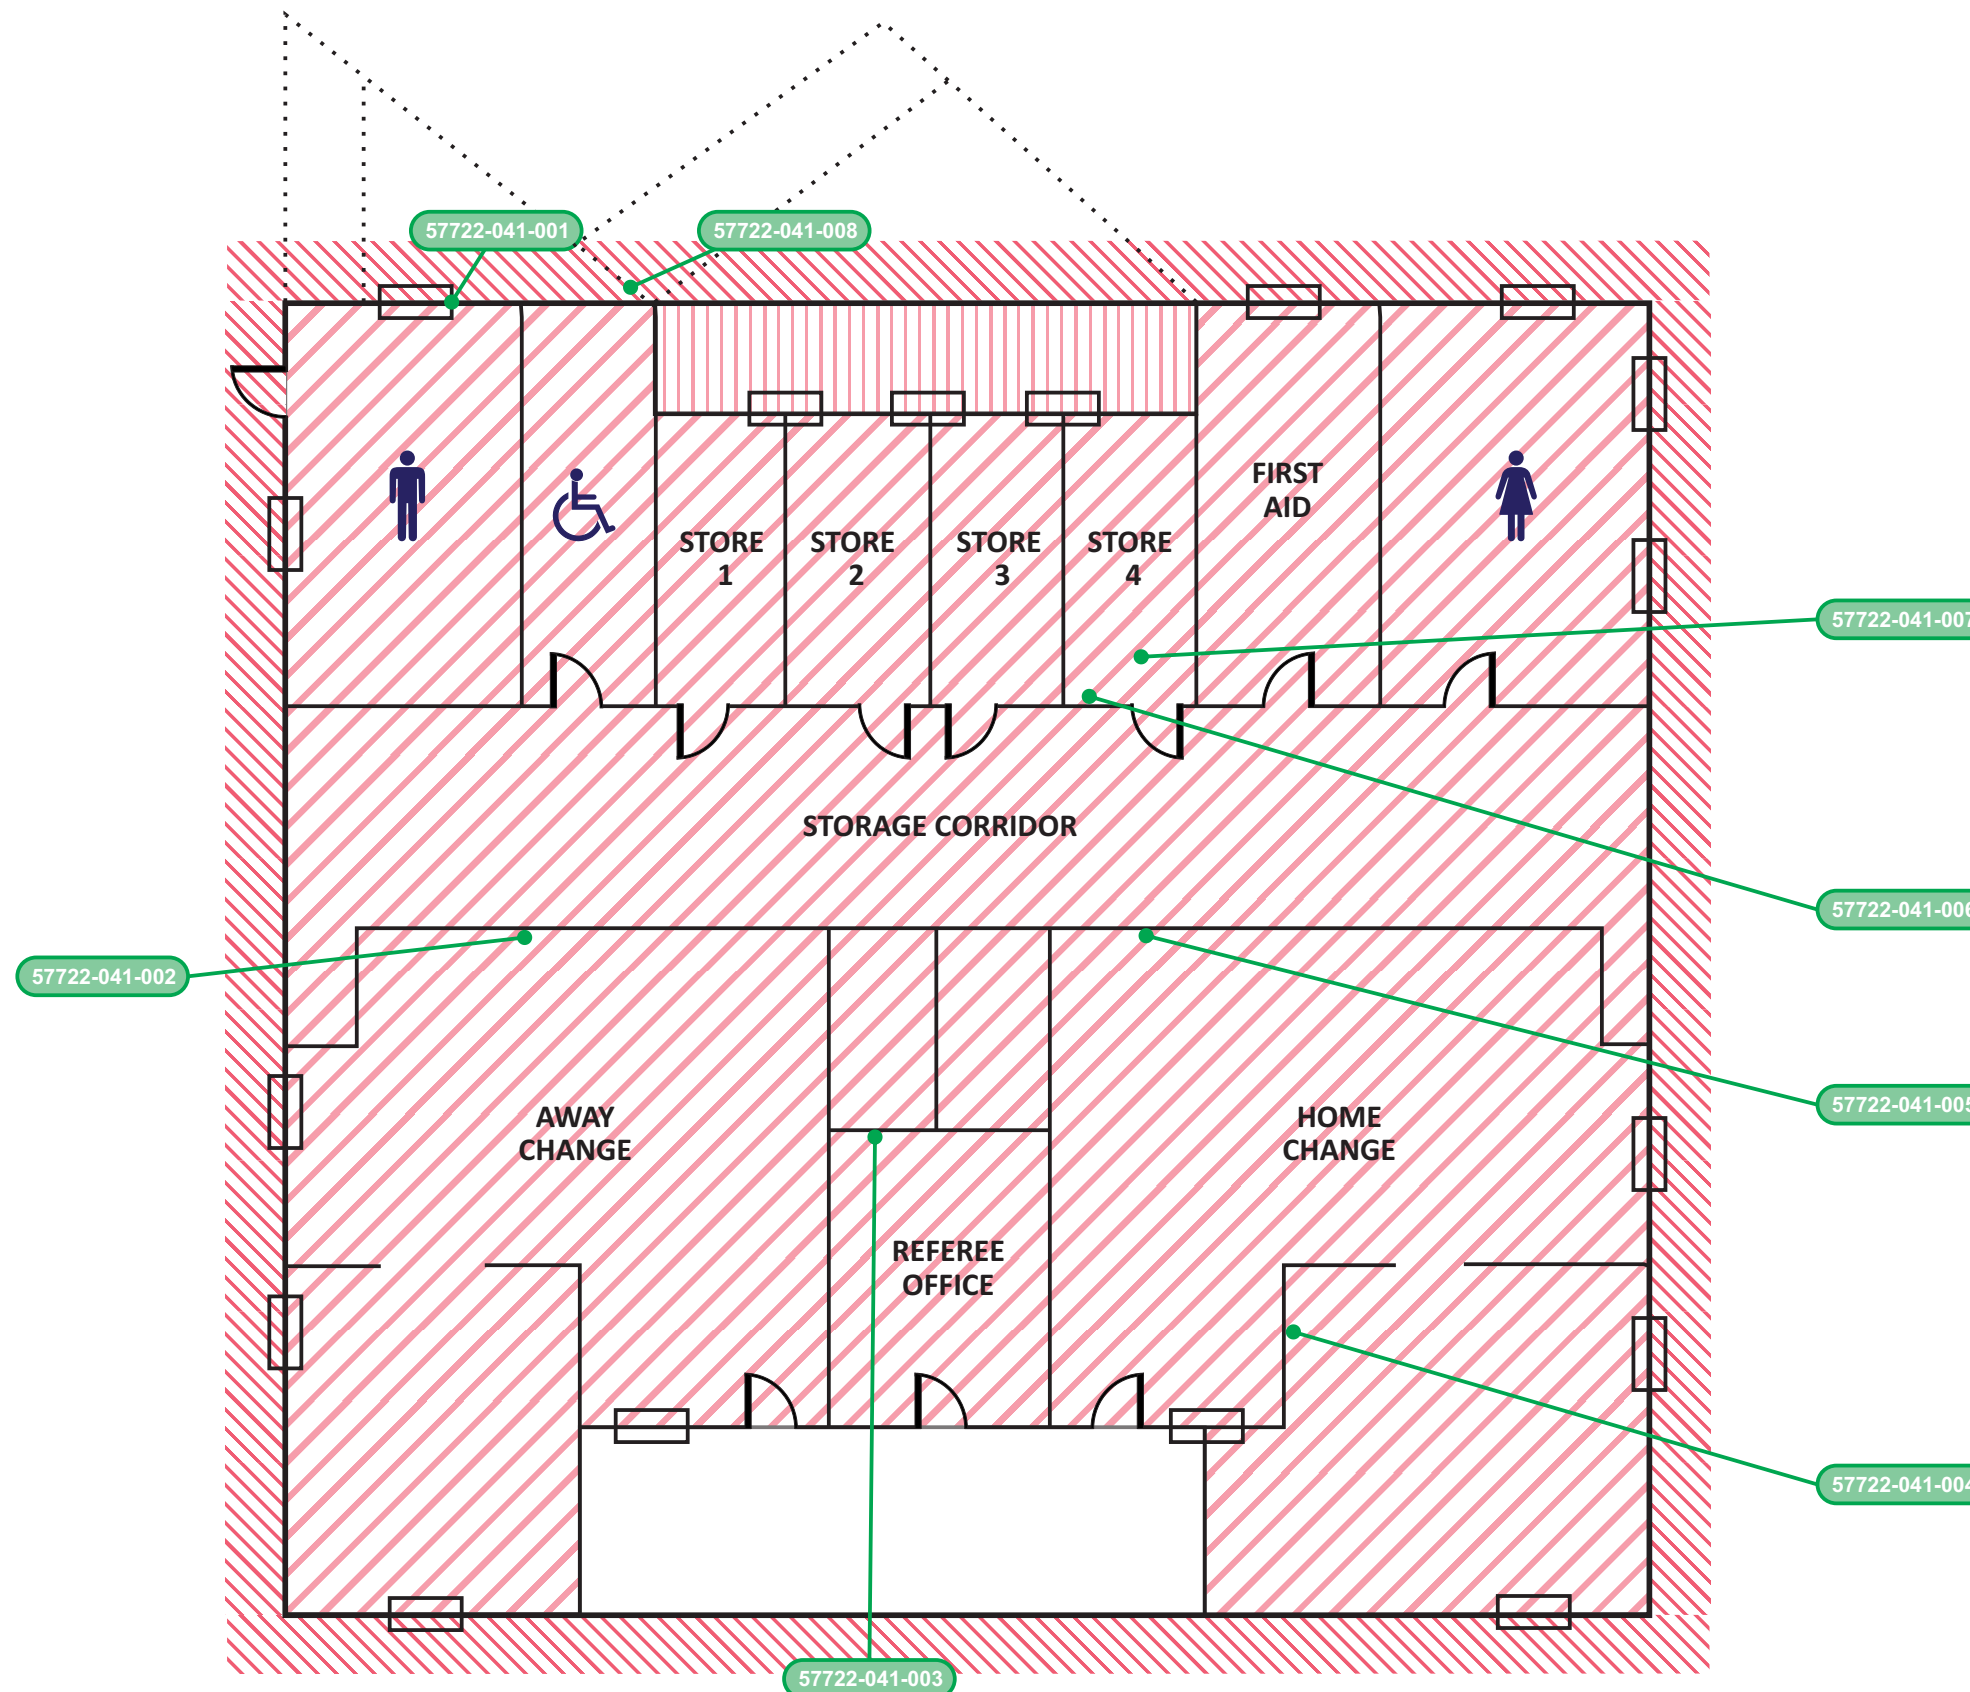 57722-041-001
57722-041-008
FIRST
AID
STORE
1
STORE
2
STORE
3
STORE
4
57722-041-007
STORAGE CORRIDOR
57722-041-006
57722-041-002
57722-041-005
AWAY
CHANGE
HOME
CHANGE
REFEREE
OFFICE
57722-041-004
57722-041-003